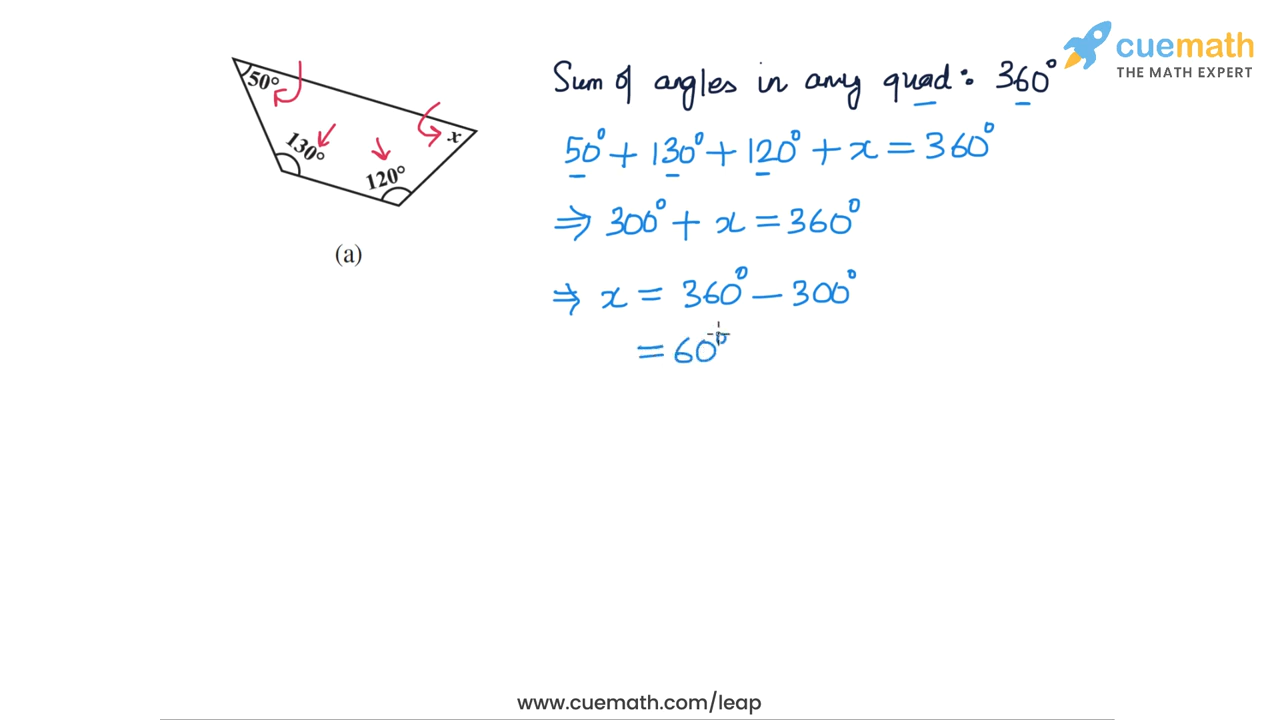 cuemath
THE MATH EXPERT
50°
x
130°
120°
(a)
Sum of angles in any quad: 360°
50° + 130° + 120° + x = 360°
⇒ 300° + x = 360°
⇒ x = 360° − 300°
= 60°
www.cuemath.com/leap